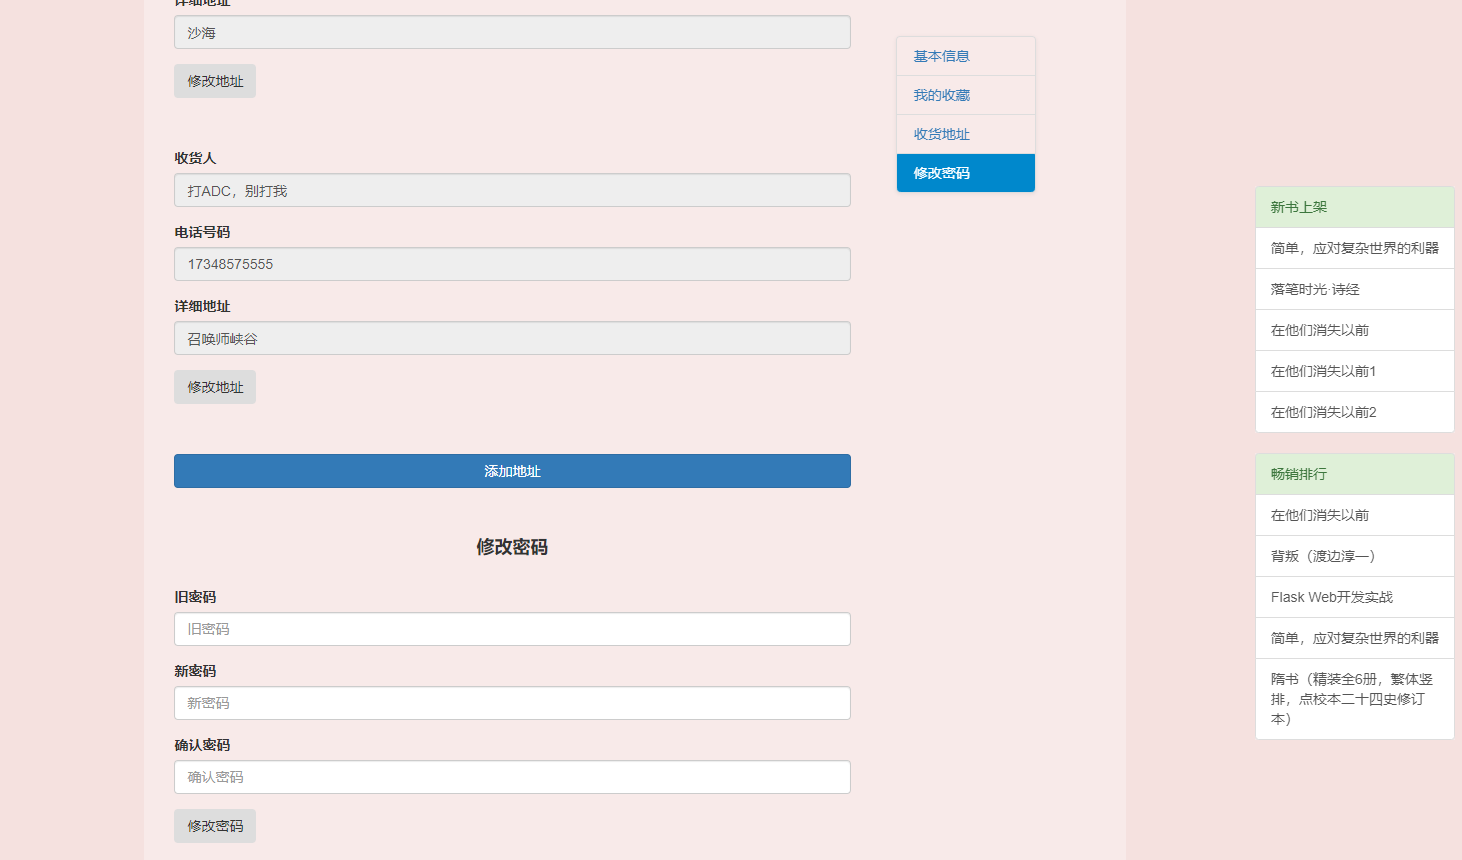 详细地址
沙海
修改地址
收货人
打ADC，别打我
电话号码
17348575555
详细地址
召唤师峡谷
修改地址
添加地址
修改密码
旧密码
旧密码
新密码
新密码
确认密码
确认密码
修改密码
基本信息
我的收藏
收货地址
修改密码
新书上架
简单，应对复杂世界的利器
落笔时光·诗经
在他们消失以前
在他们消失以前1
在他们消失以前2
畅销排行
在他们消失以前
背叛（渡边淳一）
Flask Web开发实战
简单，应对复杂世界的利器
隋书（精装全6册，繁体竖
排，点校本二十四史修订
本）